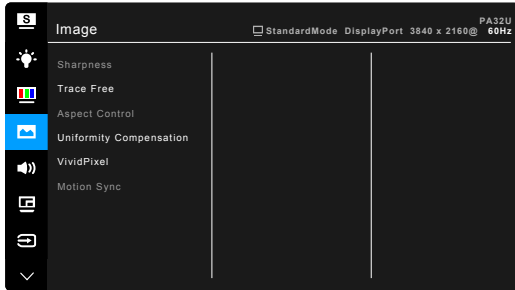 S
PA32U
Image
StandardMode DisplayPort 3840 x 2160@ 60Hz
Sharpness
Trace Free
Aspect Control
Uniformity Compensation
VividPixel
Motion Sync